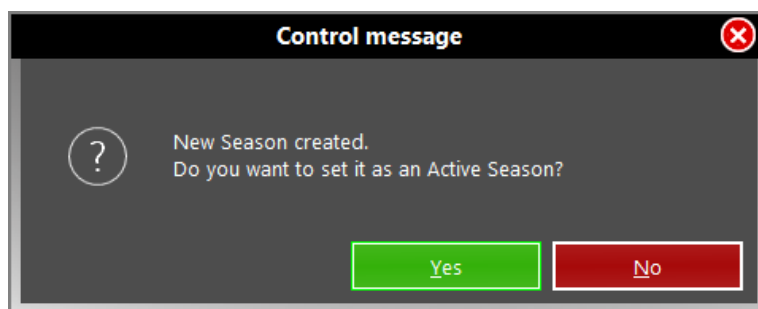 Control message
New Season created.
Do you want to set it as an Active Season?
Yes
No